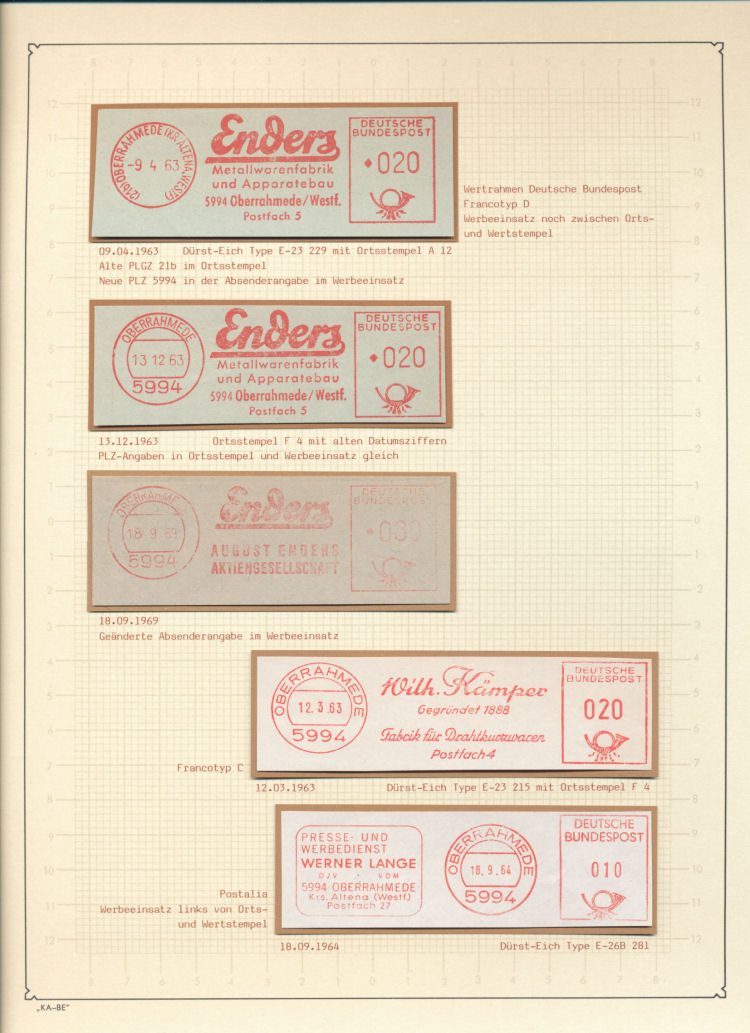 (21b) OBERRAHMEDE (KR. ALTENA, WESTF)
-9 4 63
Enders
Metallwarenfabrik
und Apparatebau
5994 Oberrahmede/Westf.
Postfach 5
DEUTSCHE
BUNDESPOST
020
Wertrahmen Deutsche Bundespost
Francotyp D
Werbeeinsatz noch zwischen Orts-
und Wertstempel
09.04.1963 Dürst-Eich Type E-23 229 mit Ortsstempel A 12
Alte PLGZ 21b im Ortsstempel
Neue PLZ 5994 in der Absenderangabe im Werbeeinsatz
OBERRAHMEDE
13 12 63
5994
Enders
Metallwarenfabrik
und Apparatebau
5994 Oberrahmede/Westf.
Postfach 5
DEUTSCHE
BUNDESPOST
020
13.12.1963 Ortsstempel F 4 mit alten Datumsziffern
PLZ-Angaben in Ortsstempel und Werbeeinsatz gleich
OBERRAHMEDE
18 9 69
5994
Enders
AUGUST ENDERS
AKTIENGESELLSCHAFT
DEUTSCHE
BUNDESPOST
030
18.09.1969
Geänderte Absenderangabe im Werbeeinsatz
OBERRAHMEDE
12.3.63
5994
Wilh. Kämper
Gegründet 1888
Fabrik für Drahtkurzwaren
Postfach 4
DEUTSCHE
BUNDESPOST
020
Francotyp C
12.03.1963 Dürst-Eich Type E-23 215 mit Ortsstempel F 4
PRESSE- UND
WERBEDIENST
WERNER LANGE
DJV · VDM
5994 OBERRAHMEDE
Krs. Altena (Westf)
Postfach 27
OBERRAHMEDE
18.9.64
5994
DEUTSCHE
BUNDESPOST
010
Postalia
Werbeeinsatz links von Orts-
und Wertstempel
18.09.1964 Dürst-Eich Type E-26B 281
„KA-BE"